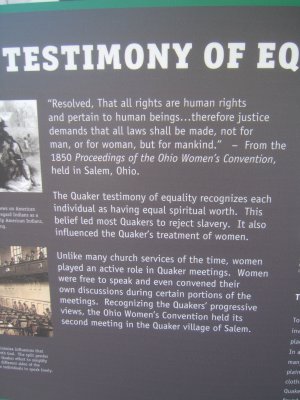 TESTIMONY OF EQ
"Resolved, That all rights are human rights
and pertain to human beings...therefore justice
demands that all laws shall be made, not for
man, or for woman, but for mankind." – From the
1850 Proceedings of the Ohio Women's Convention,
held in Salem, Ohio.
The Quaker testimony of equality recognizes each
individual as having equal spiritual worth. This
belief led most Quakers to reject slavery. It also
influenced the Quaker's treatment of women.
Unlike many church services of the time, women
played an active role in Quaker meetings. Women
were free to speak and even convened their
own discussions during certain portions of the
meetings. Recognizing the Quakers' progressive
views, the Ohio Women's Convention held its
second meeting in the Quaker village of Salem.